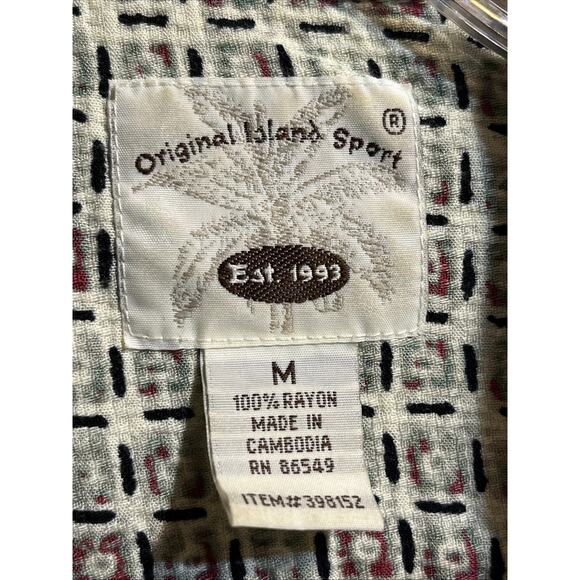 Original Island Sport ®
Est. 1993
M
100% RAYON
MADE IN
CAMBODIA
RN 86549
ITEM# 398152